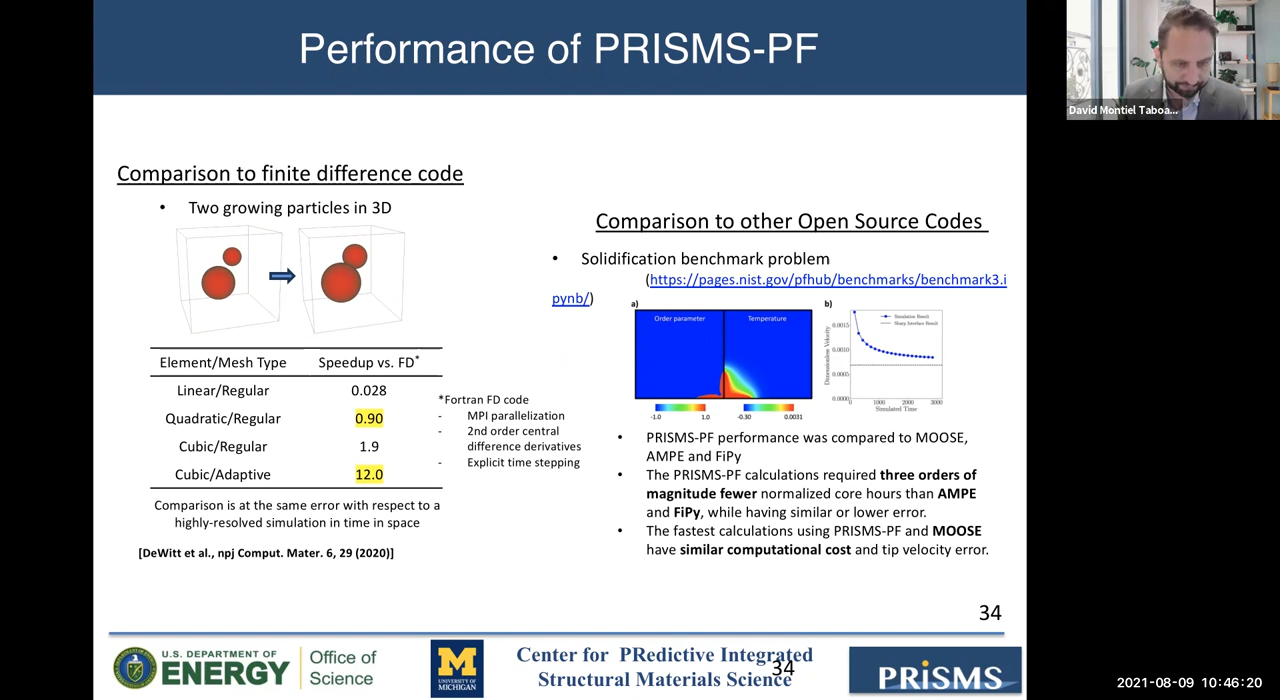 Performance of PRISMS-PF
David Montiel Taboa...
Comparison to finite difference code
• Two growing particles in 3D
Element/Mesh Type Speedup vs. FD*
Linear/Regular 0.028
Quadratic/Regular 0.90
Cubic/Regular 1.9
Cubic/Adaptive 12.0
Comparison is at the same error with respect to a
highly-resolved simulation in time in space
[DeWitt et al., npj Comput. Mater. 6, 29 (2020)]
*Fortran FD code
- MPI parallelization
- 2nd order central
difference derivatives
- Explicit time stepping
Comparison to other Open Source Codes
• Solidification benchmark problem
(https://pages.nist.gov/pfhub/benchmarks/benchmark3.i
pynb/)
a)
Order parameter Temperature
-1.0 1.0 -0.30 0.0031
b)
Simulation Result
Sharp Interface Result
Dimensionless Velocity
0.0015
0.0010
0.0005
0.0000
0 1000 2000 3000
Simulated Time
• PRISMS-PF performance was compared to MOOSE,
AMPE and FiPy
• The PRISMS-PF calculations required three orders of
magnitude fewer normalized core hours than AMPE
and FiPy, while having similar or lower error.
• The fastest calculations using PRISMS-PF and MOOSE
have similar computational cost and tip velocity error.
34
U.S. DEPARTMENT OF
ENERGY
Office of
Science
M
UNIVERSITY OF
MICHIGAN
Center for PRedictive Integrated
Structural Materials Science
34
PRISMS
2021-08-09 10:46:20